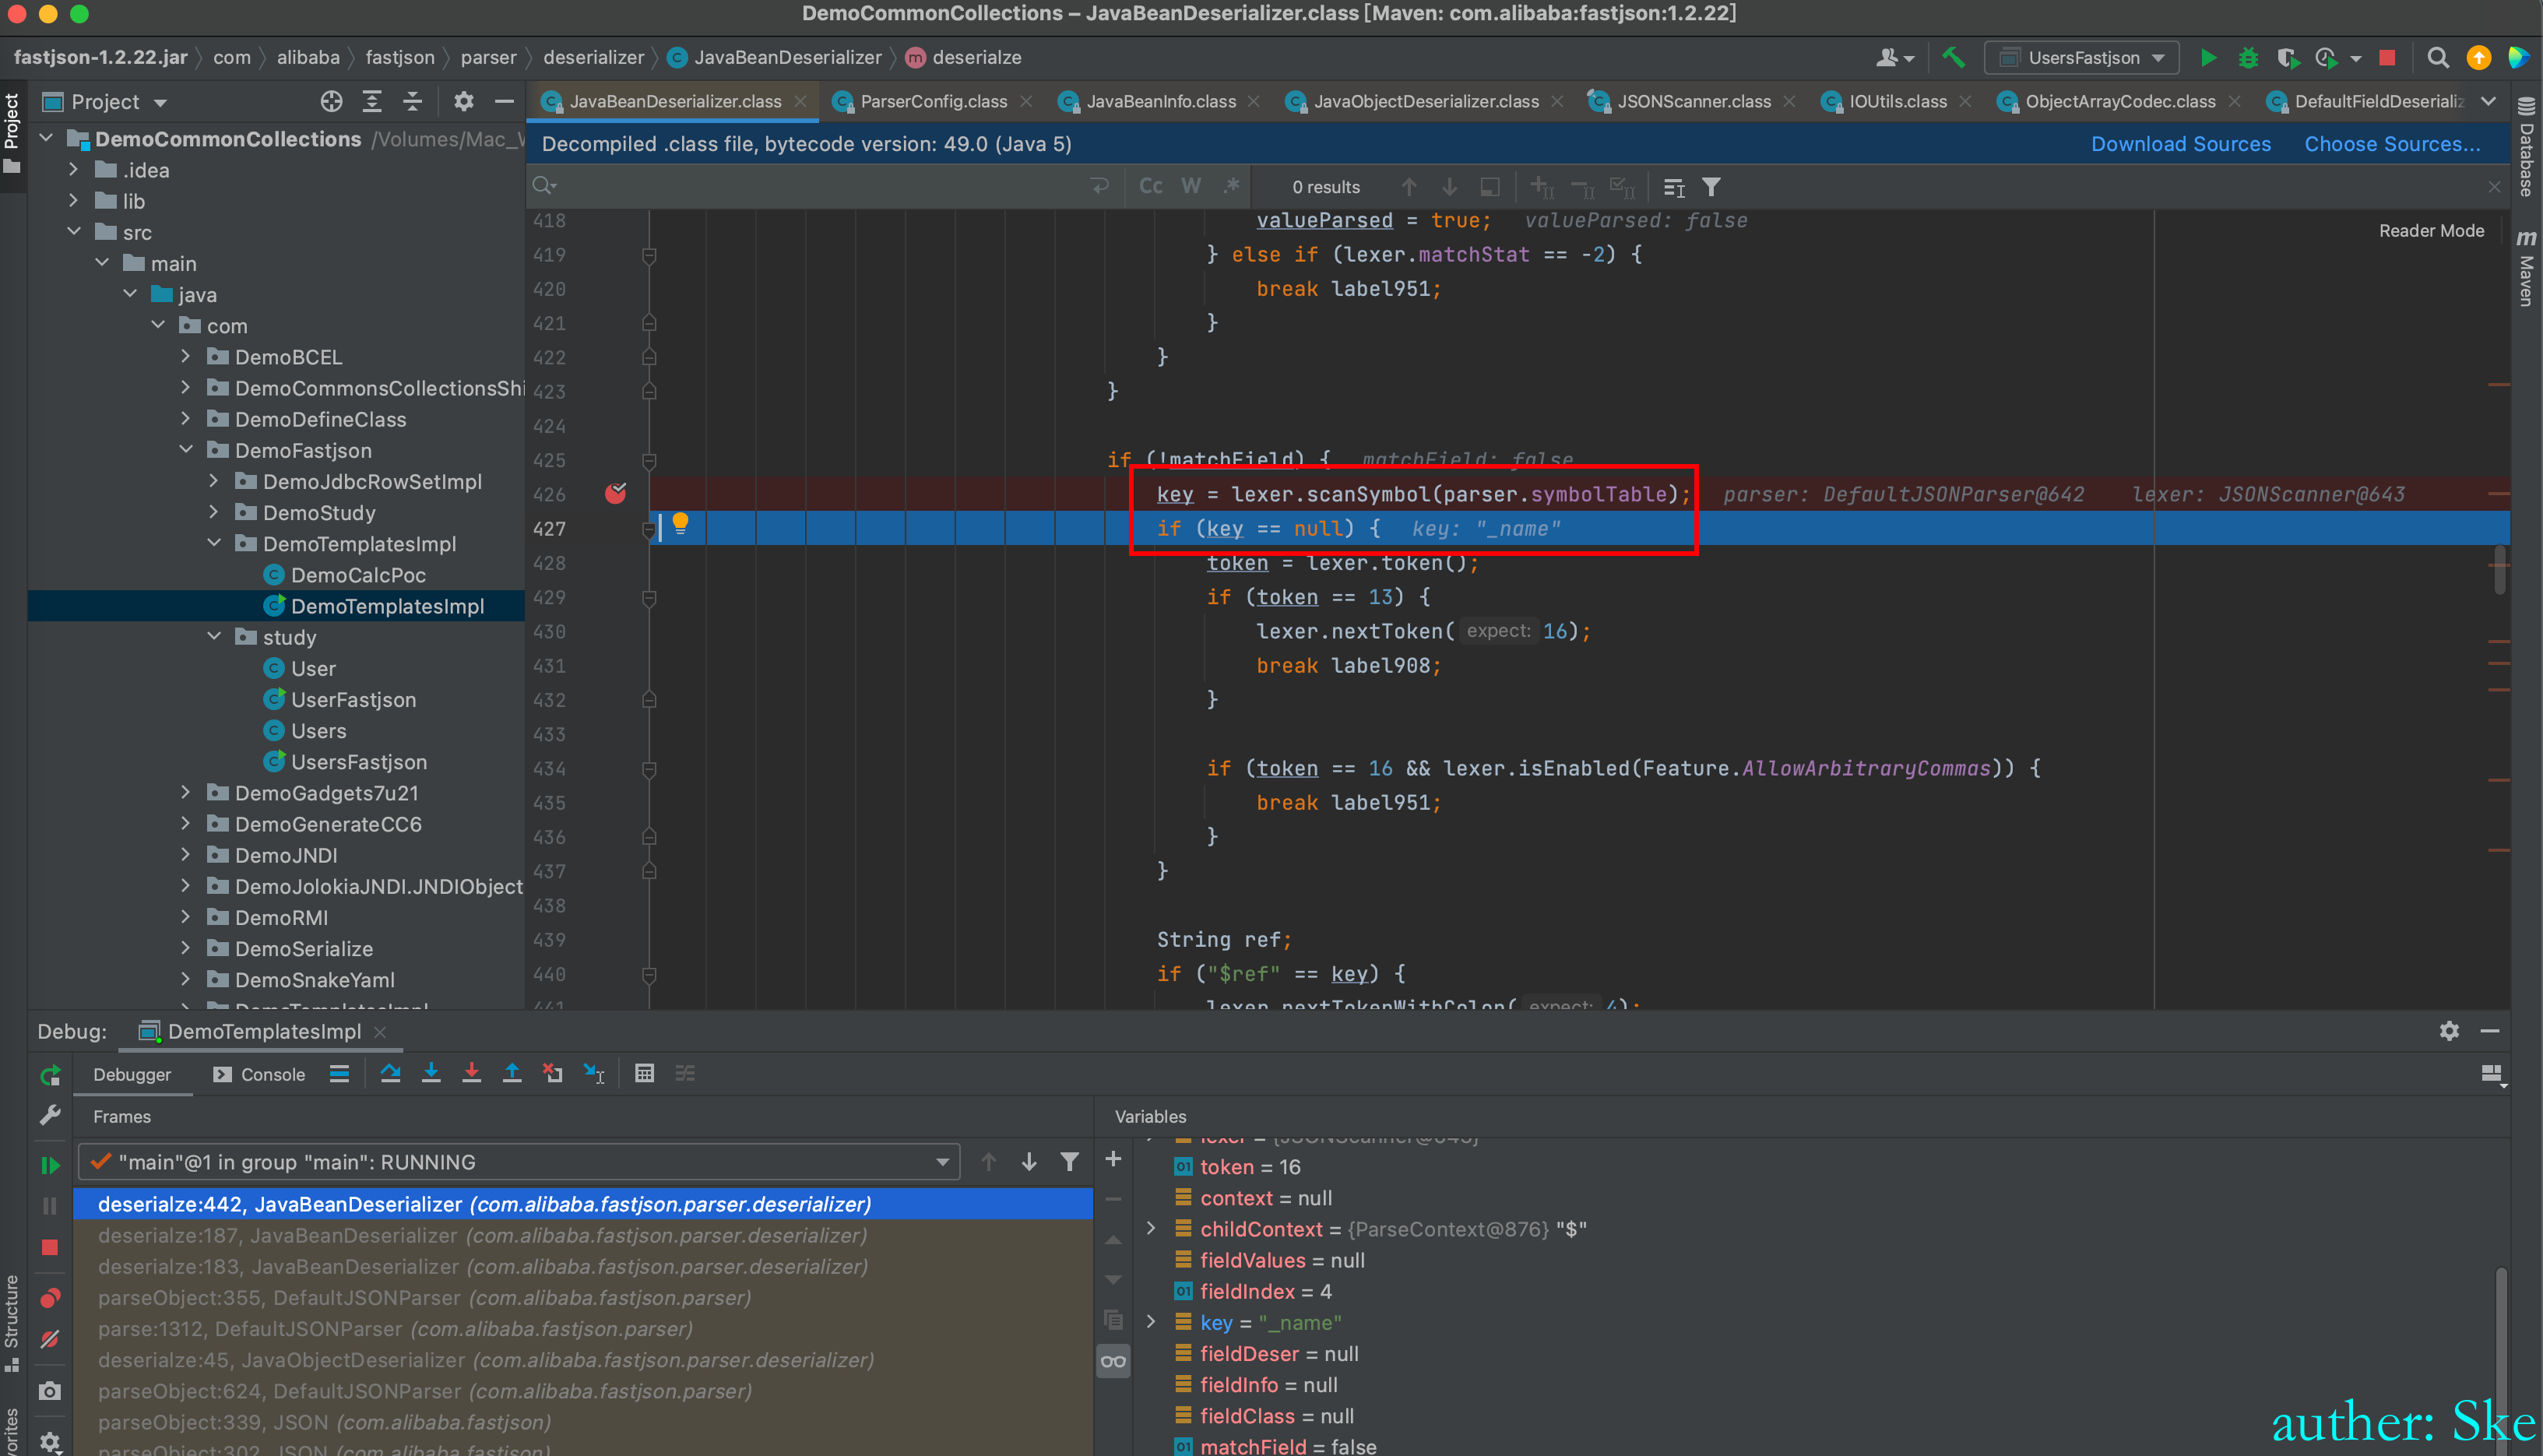 DemoCommonCollections – JavaBeanDeserializer.class [Maven: com.alibaba:fastjson:1.2.22]
fastjson-1.2.22.jar com alibaba fastjson parser deserializer JavaBeanDeserializer deserialze UsersFastjson
Project
Project
JavaBeanDeserializer.class ParserConfig.class JavaBeanInfo.class JavaObjectDeserializer.class JSONScanner.class IOUtils.class ObjectArrayCodec.class DefaultFieldDeserializ
DemoCommonCollections /Volumes/Mac_
.idea
lib
src
main
java
com
DemoBCEL
DemoCommonsCollectionsShi
DemoDefineClass
DemoFastjson
DemoJdbcRowSetImpl
DemoStudy
DemoTemplatesImpl
DemoCalcPoc
DemoTemplatesImpl
study
User
UserFastjson
Users
UsersFastjson
DemoGadgets7u21
DemoGenerateCC6
DemoJNDI
DemoJolokiaJNDI.JNDIObject
DemoRMI
DemoSerialize
DemoSnakeYaml
DemoTemplatesImpl
Decompiled .class file, bytecode version: 49.0 (Java 5) Download Sources Choose Sources...
Cc W .* 0 results
Reader Mode
418 valueParsed = true; valueParsed: false
419 } else if (lexer.matchStat == -2) {
420 break label951;
421 }
422 }
423 }
424
425 if (!matchField) { matchField: false
426 key = lexer.scanSymbol(parser.symbolTable); parser: DefaultJSONParser@642 lexer: JSONScanner@643
427 if (key == null) { key: "_name"
428 token = lexer.token();
429 if (token == 13) {
430 lexer.nextToken( expect: 16);
431 break label908;
432 }
433
434 if (token == 16 && lexer.isEnabled(Feature.AllowArbitraryCommas)) {
435 break label951;
436 }
437 }
438
439 String ref;
440 if ("$ref" == key) {
441 lexer.nextTokenWithColon( expect: 4);
Database
m Maven
Debug: DemoTemplatesImpl
Debugger Console
Frames
"main"@1 in group "main": RUNNING
deserialze:442, JavaBeanDeserializer (com.alibaba.fastjson.parser.deserializer)
deserialze:187, JavaBeanDeserializer (com.alibaba.fastjson.parser.deserializer)
deserialze:183, JavaBeanDeserializer (com.alibaba.fastjson.parser.deserializer)
parseObject:355, DefaultJSONParser (com.alibaba.fastjson.parser)
parse:1312, DefaultJSONParser (com.alibaba.fastjson.parser)
deserialze:45, JavaObjectDeserializer (com.alibaba.fastjson.parser.deserializer)
parseObject:624, DefaultJSONParser (com.alibaba.fastjson.parser)
parseObject:339, JSON (com.alibaba.fastjson)
parseObject:302, JSON (com.alibaba.fastjson)
Variables
lexer = {JSONScanner@643}
01 token = 16
context = null
childContext = {ParseContext@876} "$"
fieldValues = null
01 fieldIndex = 4
key = "_name"
fieldDeser = null
fieldInfo = null
fieldClass = null
01 matchField = false
Structure
vorites
auther: Ske